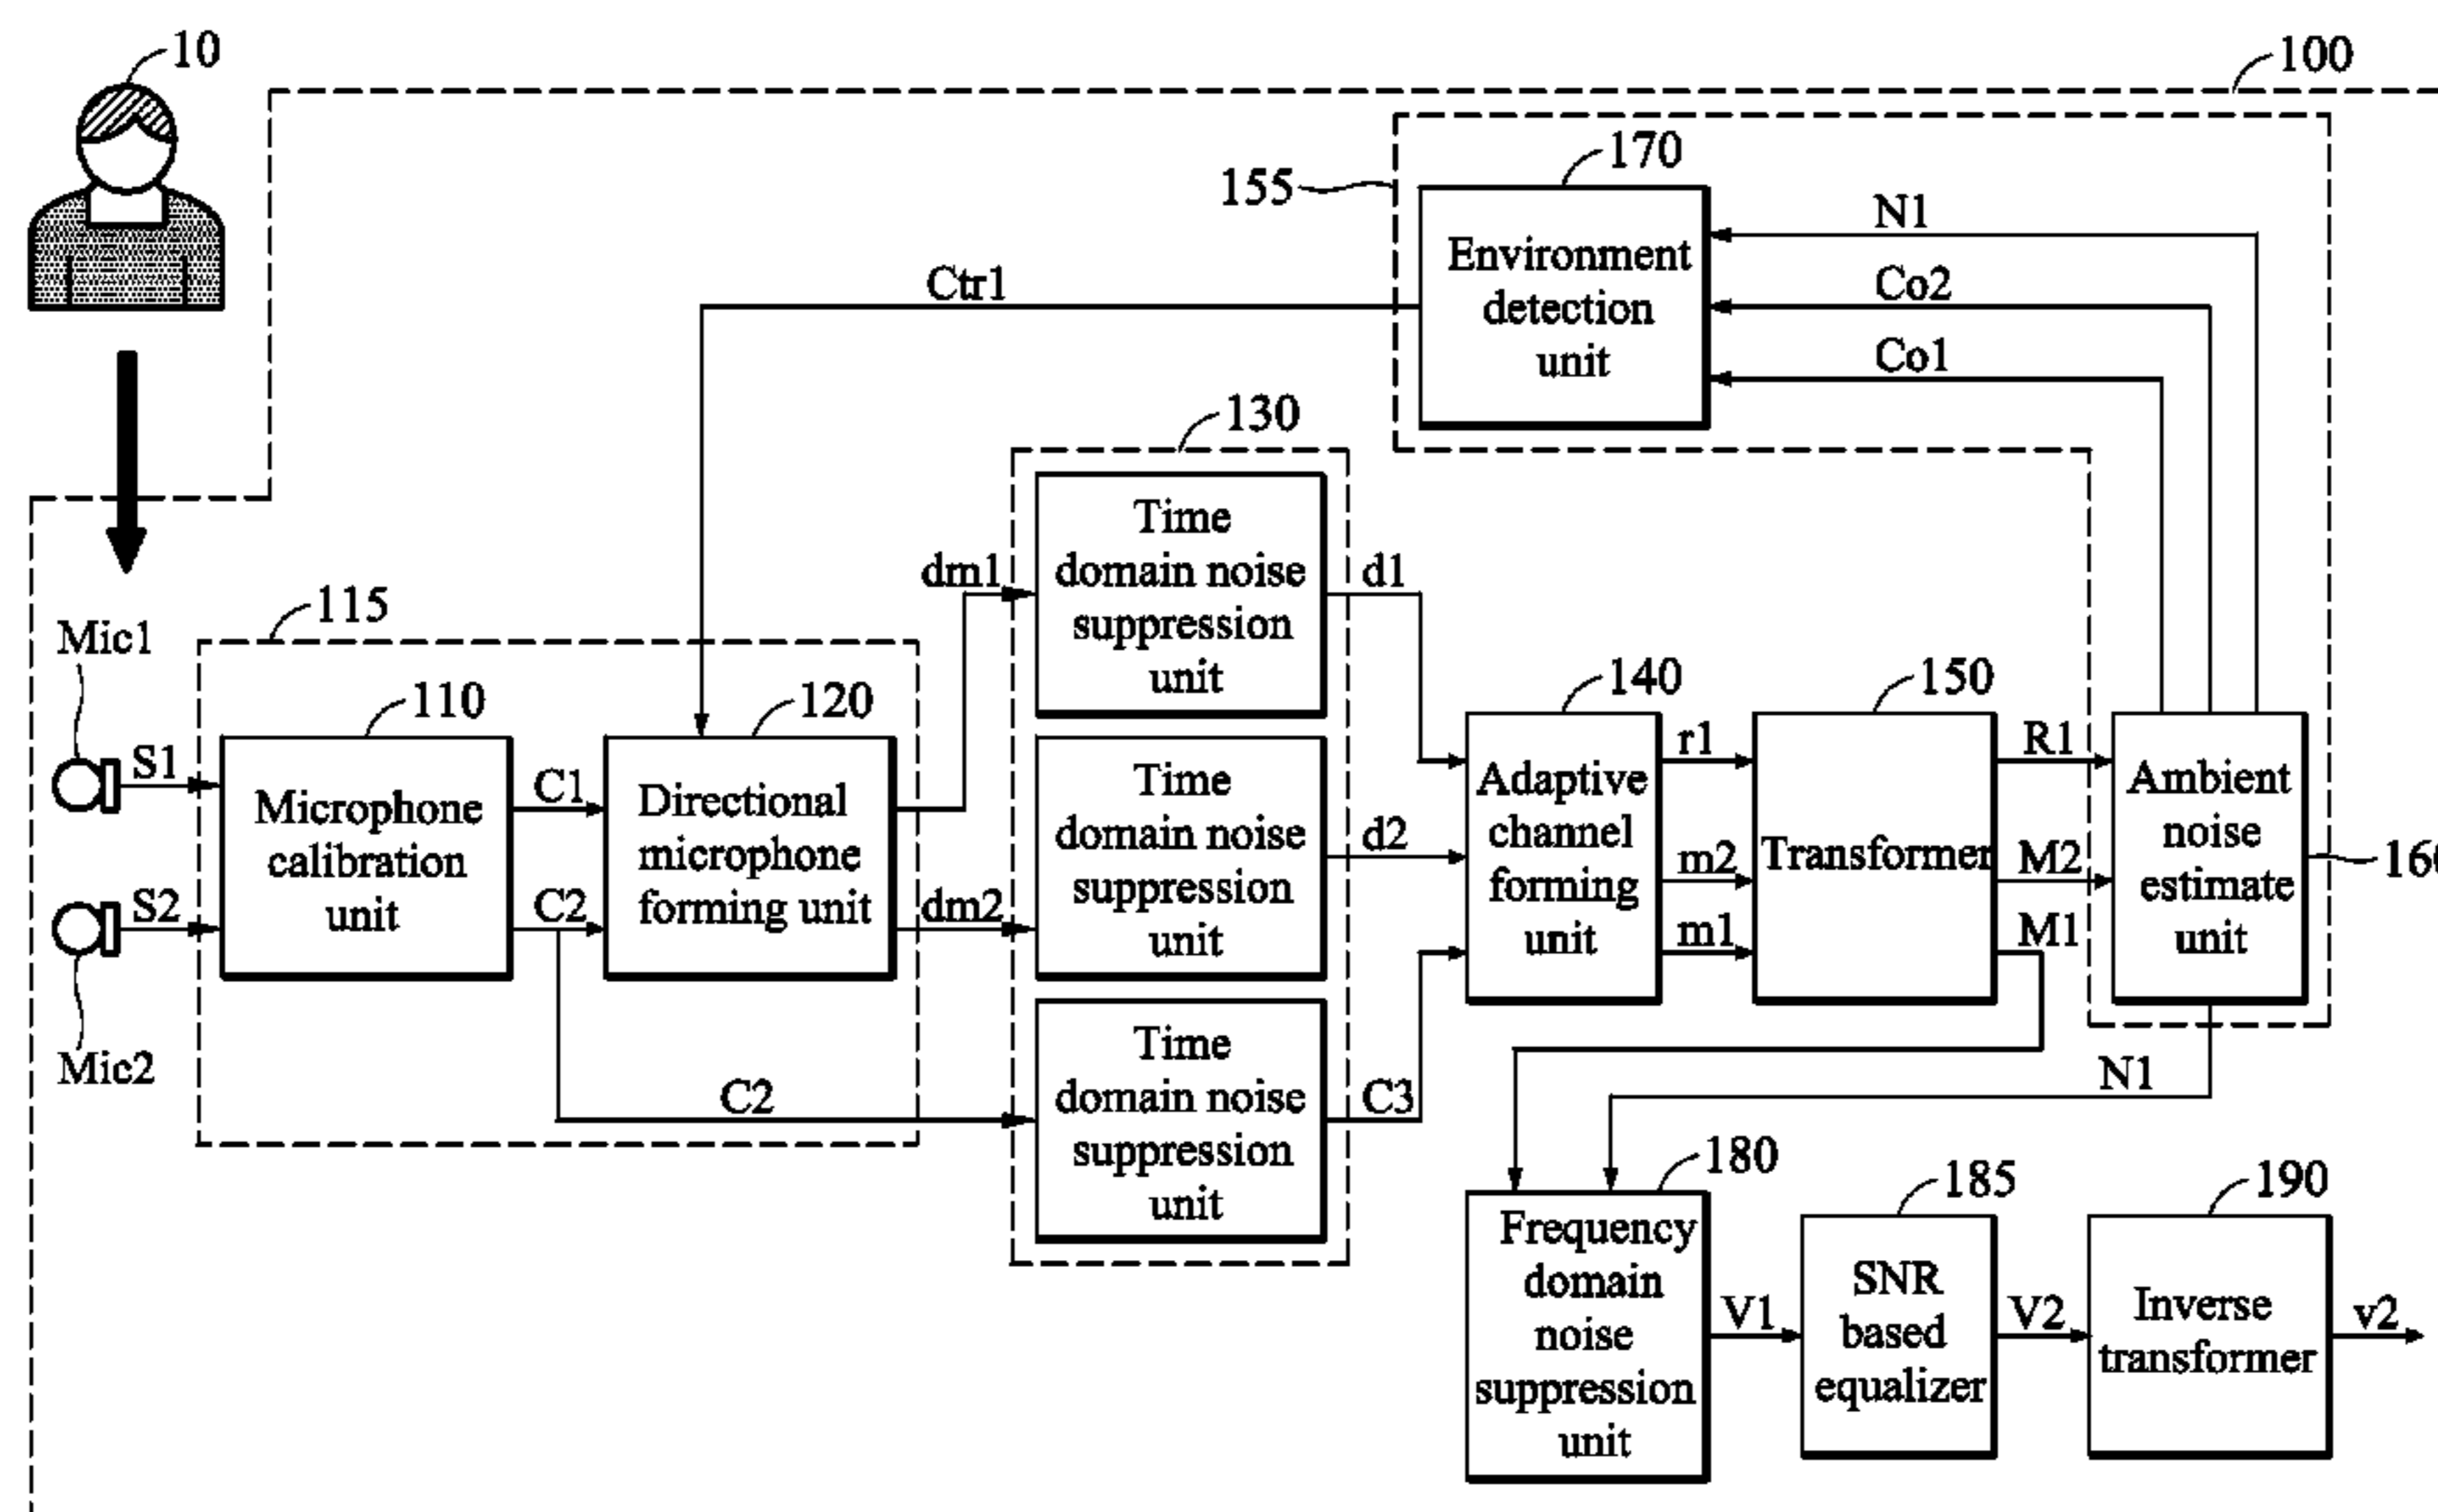 10
100
170
155
N1
Environment
detection
unit
Ctr1
Co2
Co1
130
Time
domain noise
suppression
unit
dm1
d1
115
Mic1
110
120
140
150
S1
C1
Microphone
calibration
unit
Directional
microphone
forming unit
Time
domain noise
suppression
unit
d2
r1
R1
Adaptive
channel
forming
unit
Transformer
Ambient
noise
estimate
unit
m2
M2
160
S2
C2
dm2
m1
M1
Mic2
C2
Time
domain noise
suppression
unit
C3
N1
180
185
190
Frequency
domain
noise
suppression
unit
V1
SNR
based
equalizer
V2
Inverse
transformer
v2